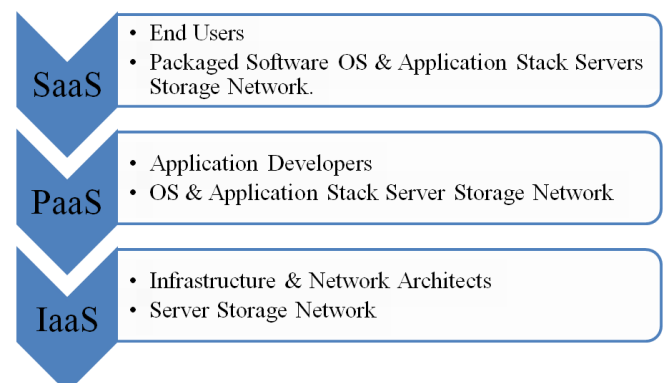 SaaS
• End Users
• Packaged Software OS & Application Stack Servers
Storage Network.
PaaS
• Application Developers
• OS & Application Stack Server Storage Network
IaaS
• Infrastructure & Network Architects
• Server Storage Network